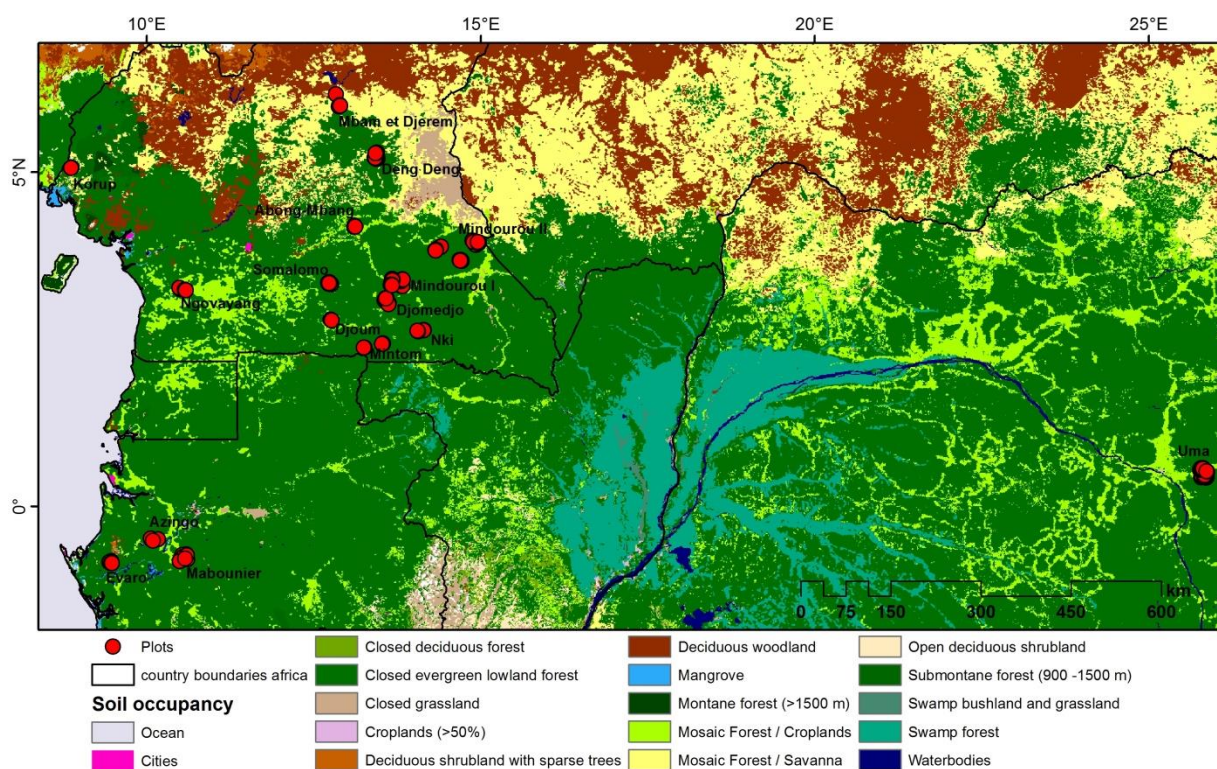 10°E 15°E 20°E 25°E
Mbam et Djerem
5°N
Deng Deng
Korup
Abong Mbang
Mindourou II
Somalomo
Mindourou I
Ngovayang
Djomedjo
Djoum
Nki
Mintom
Uma
0°
Azingo
Evaro
Mabounier
km
0 75 150 300 450 600
Plots
country boundaries africa
Soil occupancy
Ocean
Cities
Closed deciduous forest
Closed evergreen lowland forest
Closed grassland
Croplands (>50%)
Deciduous shrubland with sparse trees
Deciduous woodland
Mangrove
Montane forest (>1500 m)
Mosaic Forest / Croplands
Mosaic Forest / Savanna
Open deciduous shrubland
Submontane forest (900 -1500 m)
Swamp bushland and grassland
Swamp forest
Waterbodies